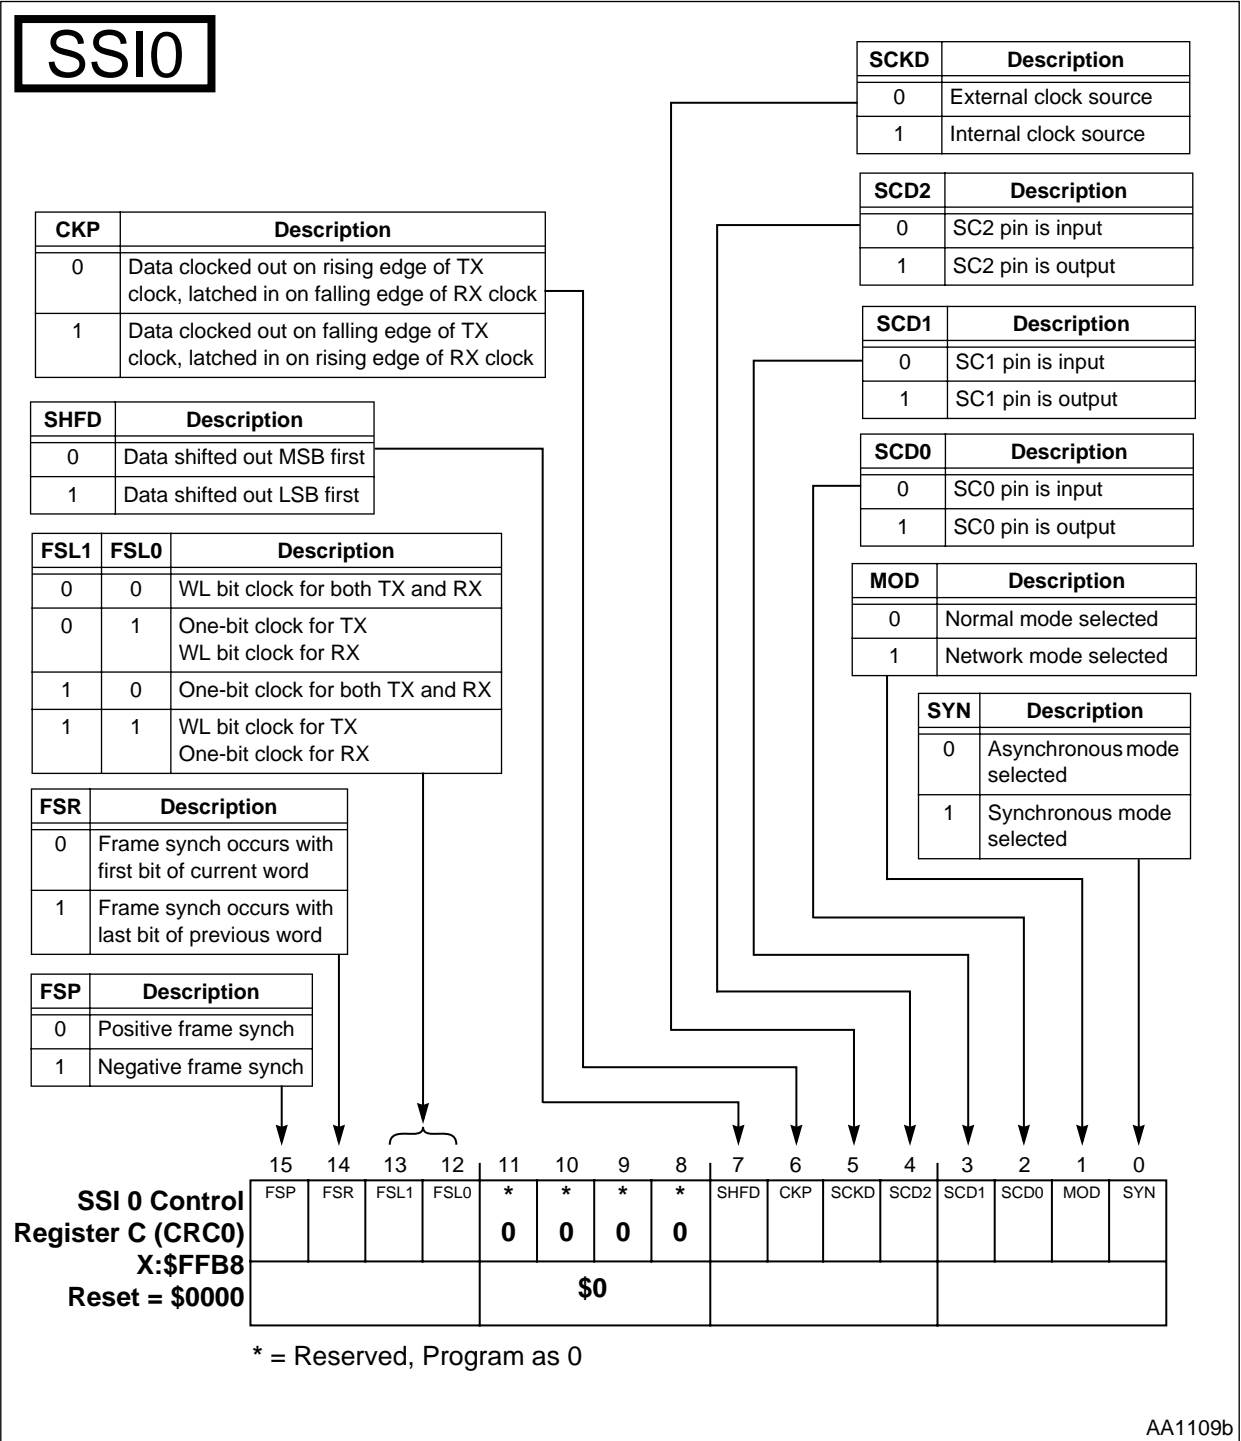 SSI0
SCKD Description
0 External clock source
1 Internal clock source
SCD2 Description
0 SC2 pin is input
1 SC2 pin is output
CKP Description
0 Data clocked out on rising edge of TX
clock, latched in on falling edge of RX clock
1 Data clocked out on falling edge of TX
clock, latched in on rising edge of RX clock
SCD1 Description
0 SC1 pin is input
1 SC1 pin is output
SHFD Description
0 Data shifted out MSB first
1 Data shifted out LSB first
SCD0 Description
0 SC0 pin is input
1 SC0 pin is output
FSL1 FSL0 Description
0 0 WL bit clock for both TX and RX
0 1 One-bit clock for TX
WL bit clock for RX
1 0 One-bit clock for both TX and RX
1 1 WL bit clock for TX
One-bit clock for RX
MOD Description
0 Normal mode selected
1 Network mode selected
SYN Description
0 Asynchronous mode
selected
1 Synchronous mode
selected
FSR Description
0 Frame synch occurs with
first bit of current word
1 Frame synch occurs with
last bit of previous word
FSP Description
0 Positive frame synch
1 Negative frame synch
15 14 13 12 11 10 9 8 7 6 5 4 3 2 1 0
FSP FSR FSL1 FSL0 * * * * SHFD CKP SCKD SCD2 SCD1 SCD0 MOD SYN
0 0 0 0
$0
SSI 0 Control
Register C (CRC0)
X:$FFB8
Reset = $0000
* = Reserved, Program as 0
AA1109b